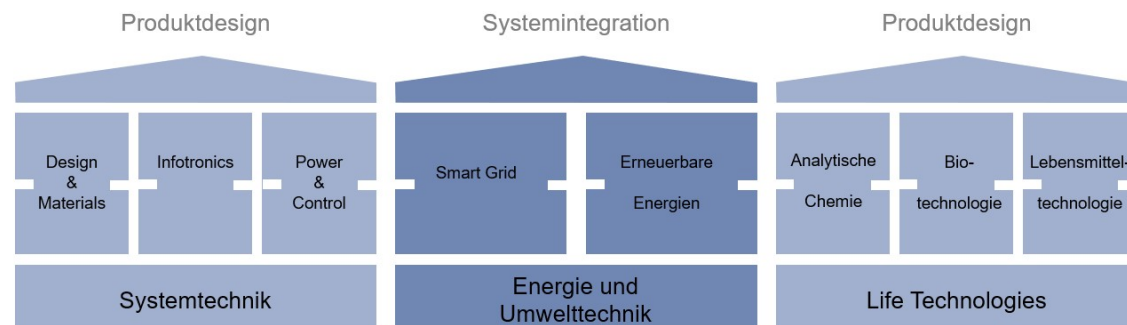 Produktdesign
Systemintegration
Produktdesign
Design
&
Materials
Infotronics
Power
&
Control
Smart Grid
Erneuerbare
Energien
Analytische
Chemie
Bio-
technologie
Lebensmittel-
technologie
Systemtechnik
Energie und
Umwelttechnik
Life Technologies